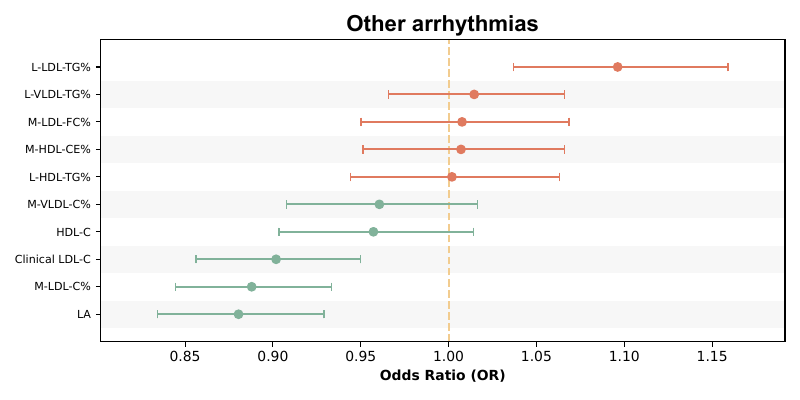 Other arrhythmias
L-LDL-TG%
L-VLDL-TG%
M-LDL-FC%
M-HDL-CE%
L-HDL-TG%
M-VLDL-C%
HDL-C
Clinical LDL-C
M-LDL-C%
LA
0.85 0.90 0.95 1.00 1.05 1.10 1.15
Odds Ratio (OR)